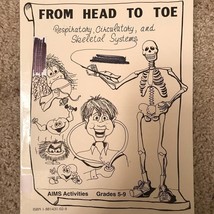 FROM HEAD TO TOE
Respiratory, Circulatory, and
Skeletal Systems
AIMS Activities Grades 5-9